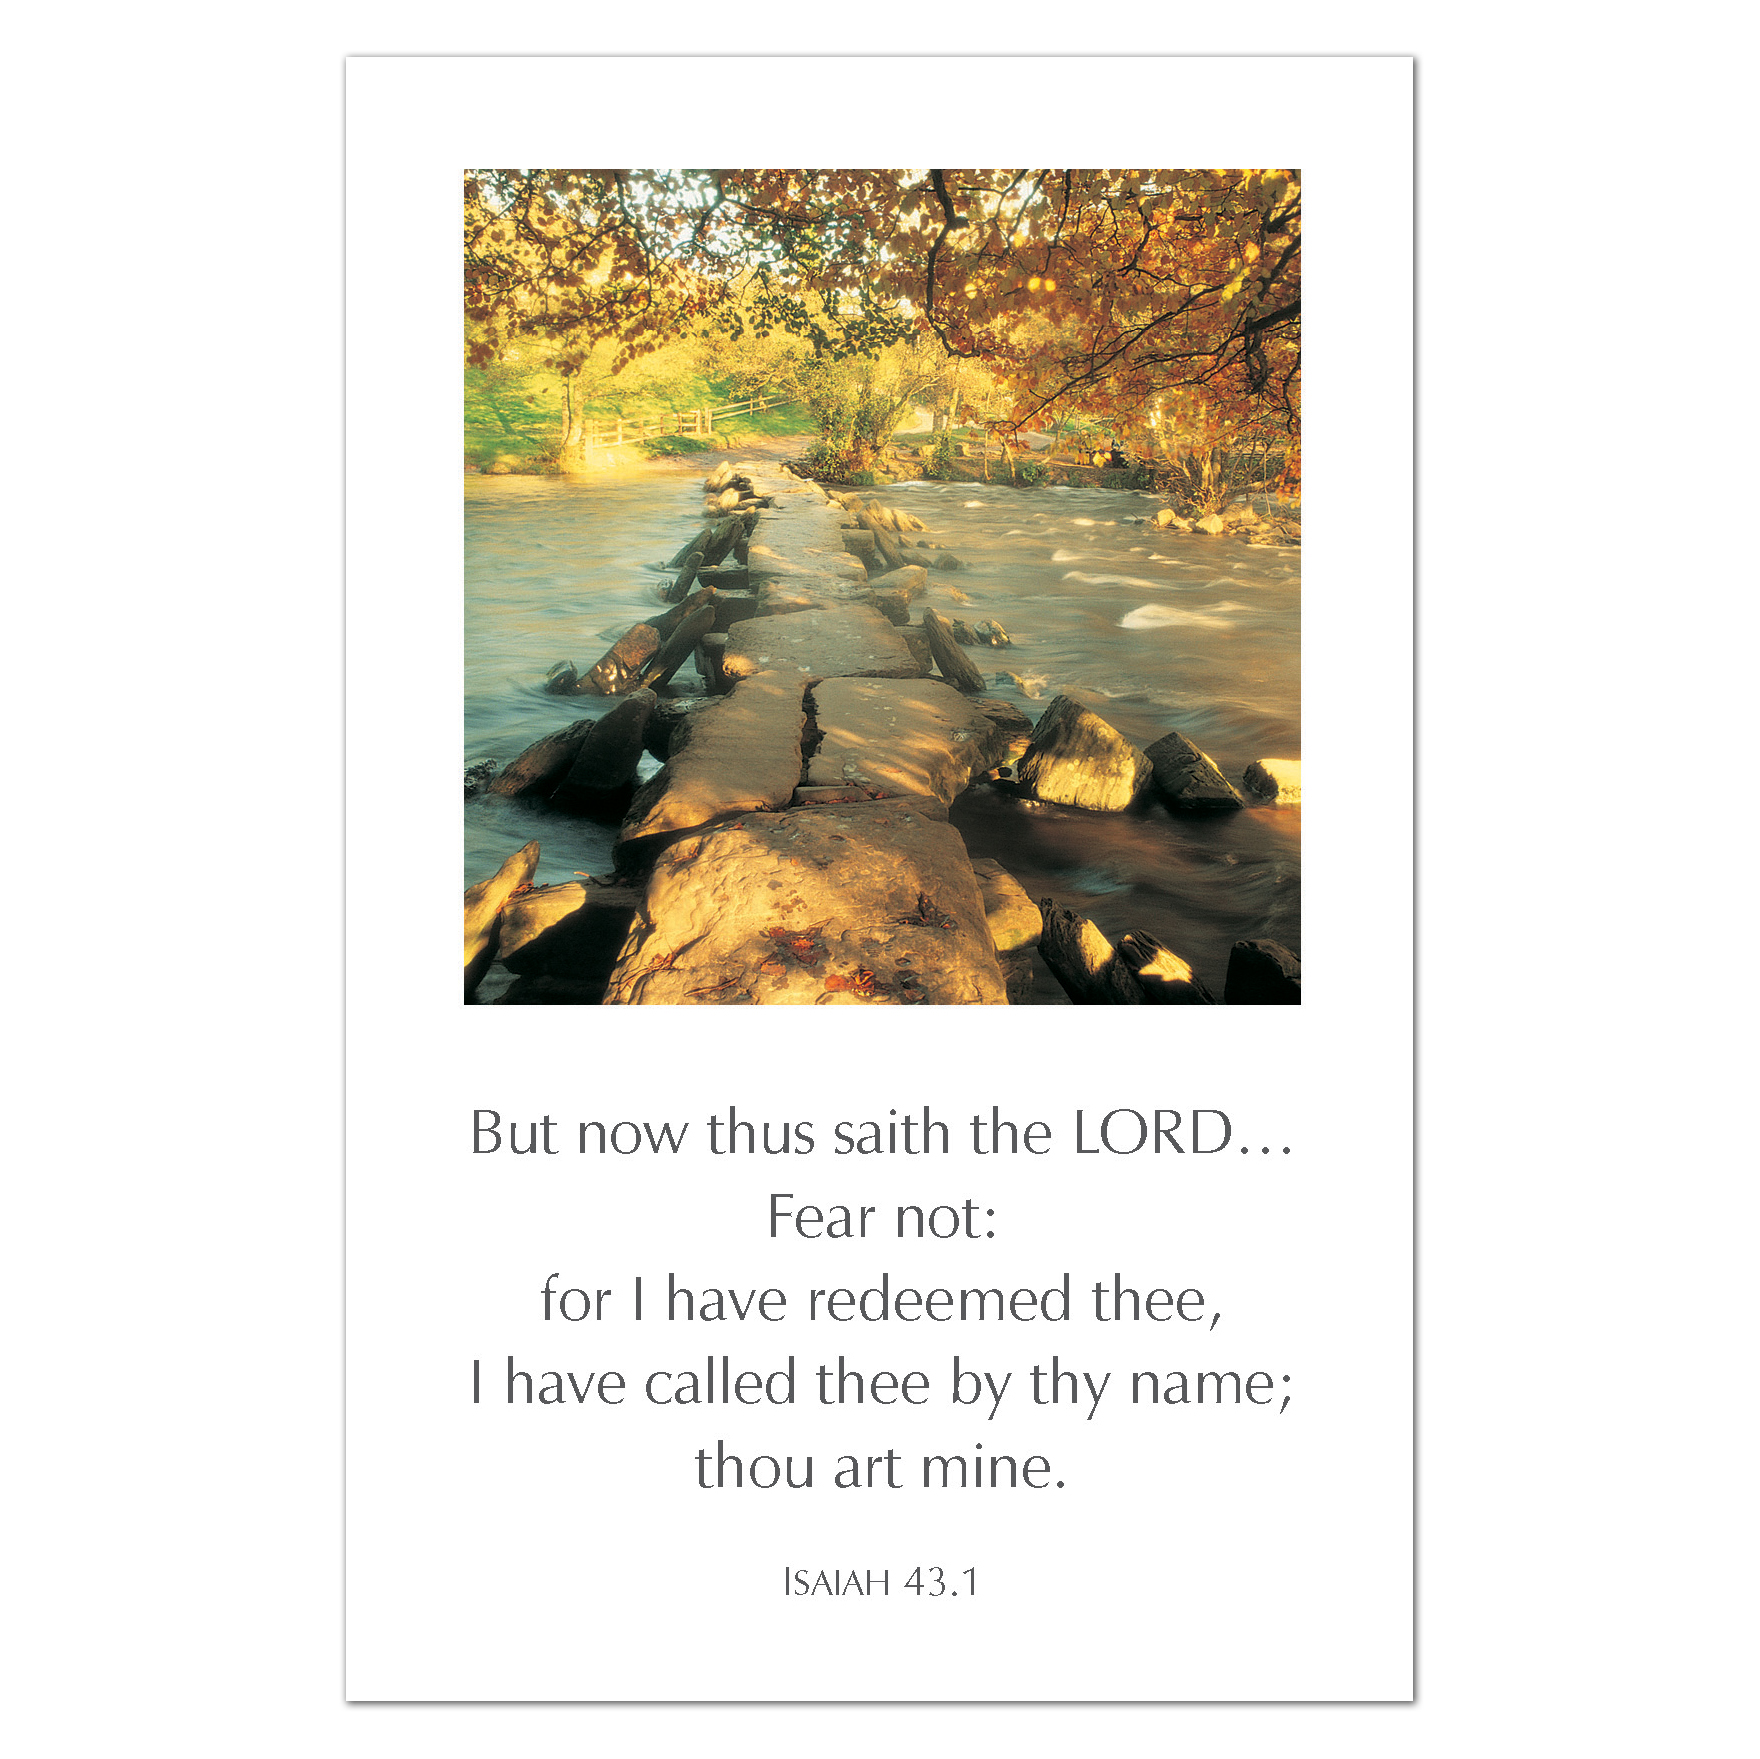 But now thus saith the LORD...
Fear not:
for I have redeemed thee,
I have called thee by thy name;
thou art mine.
ISAIAH 43.1